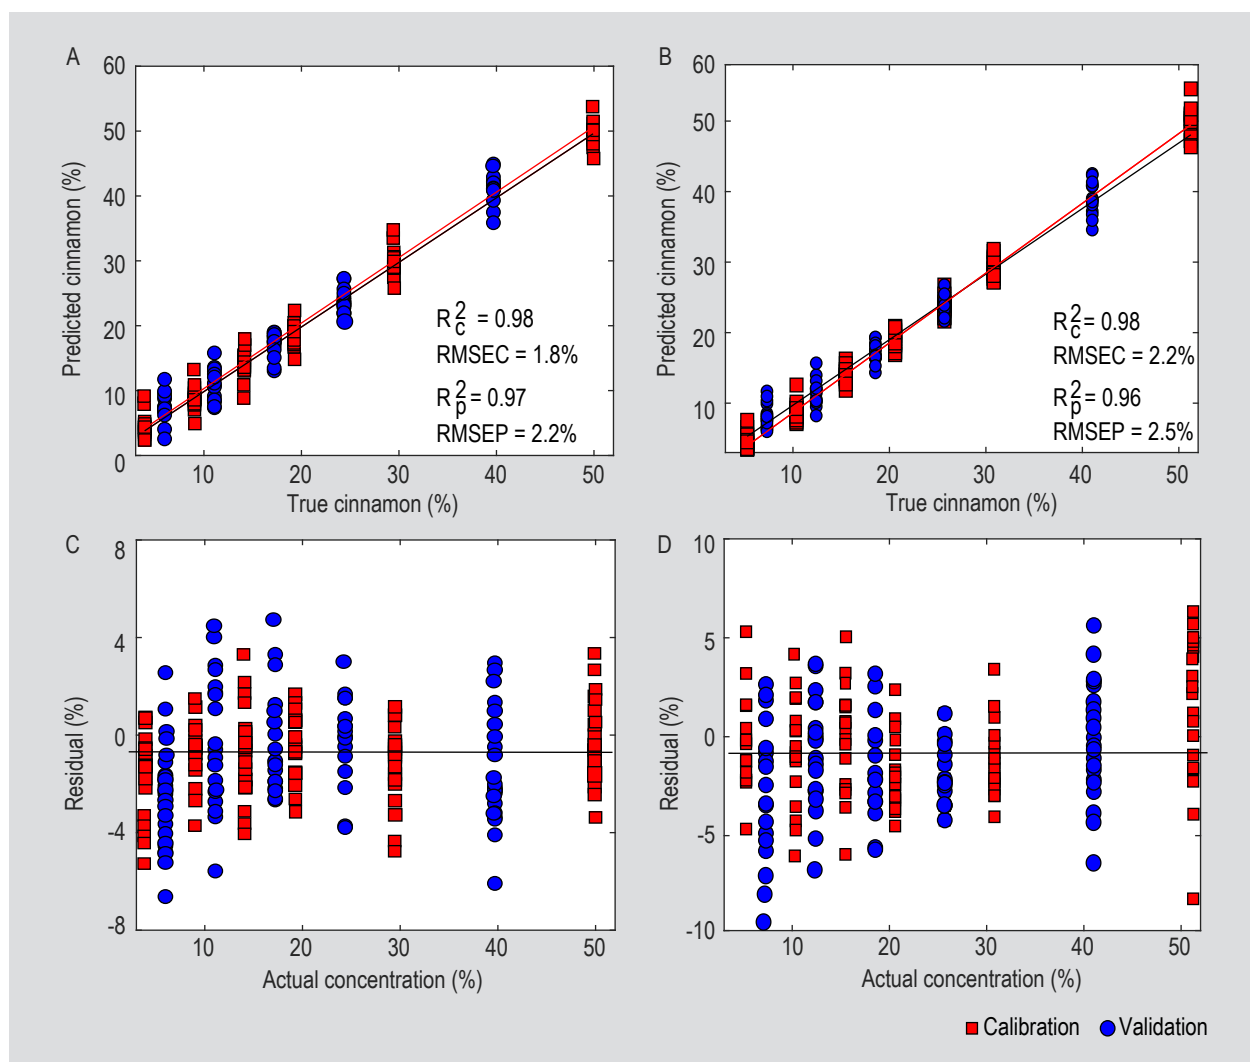 A
60
50
40
30
20
10
0
Predicted cinnamon (%)
R²c = 0.98
RMSEC = 1.8%
R²p = 0.97
RMSEP = 2.2%
10 20 30 40 50
True cinnamon (%)
B
60
50
40
30
20
10
Predicted cinnamon (%)
R²c = 0.98
RMSEC = 2.2%
R²p = 0.96
RMSEP = 2.5%
10 20 30 40 50
True cinnamon (%)
C
8
4
0
-4
-8
Residual (%)
10 20 30 40 50
Actual concentration (%)
D
10
5
0
-5
-10
Residual (%)
10 20 30 40 50
Actual concentration (%)
Calibration Validation